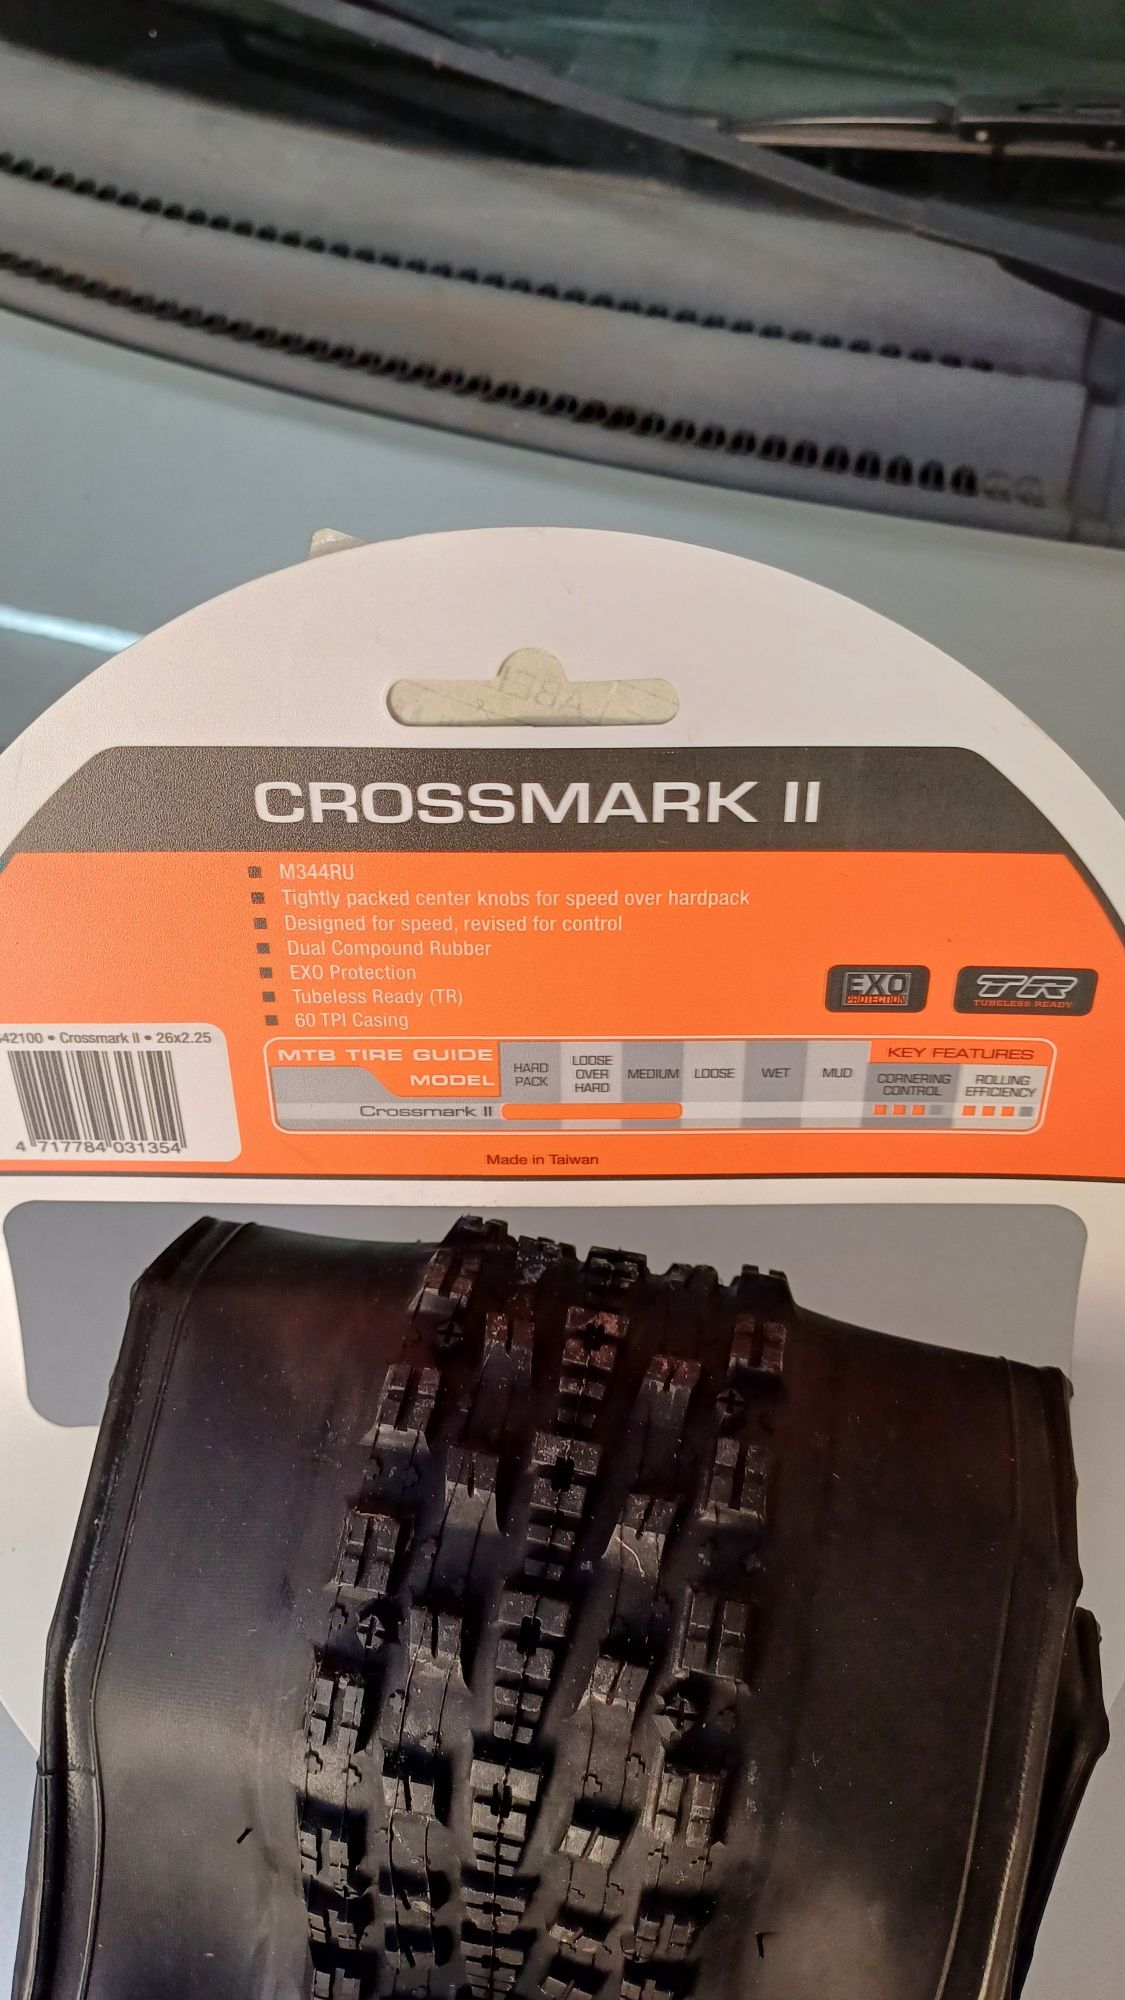 CROSSMARK II
M344RU
Tightly packed center knobs for speed over hardpack
Designed for speed, revised for control
Dual Compound Rubber
EXO Protection
Tubeless Ready (TR)
60 TPI Casing
EXO
PROTECTION
TR
TUBELESS READY
42100 • Crossmark II • 26x2.25
4 717784 031354
MTB TIRE GUIDE
MODEL
HARD
PACK
LOOSE
OVER
HARD
MEDIUM
LOOSE
WET
MUD
KEY FEATURES
CORNERING
CONTROL
ROLLING
EFFICIENCY
Crossmark II
Made in Taiwan